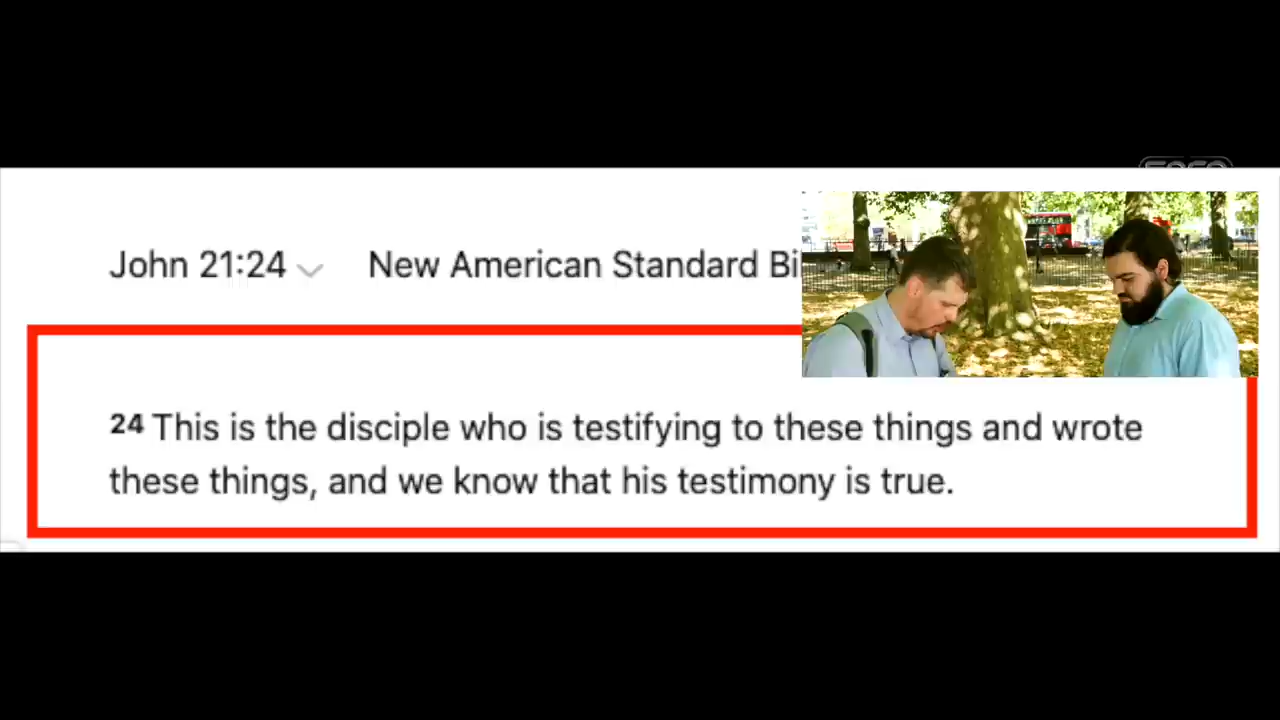 John 21:24 New American Standard Bi
24 This is the disciple who is testifying to these things and wrote
these things, and we know that his testimony is true.